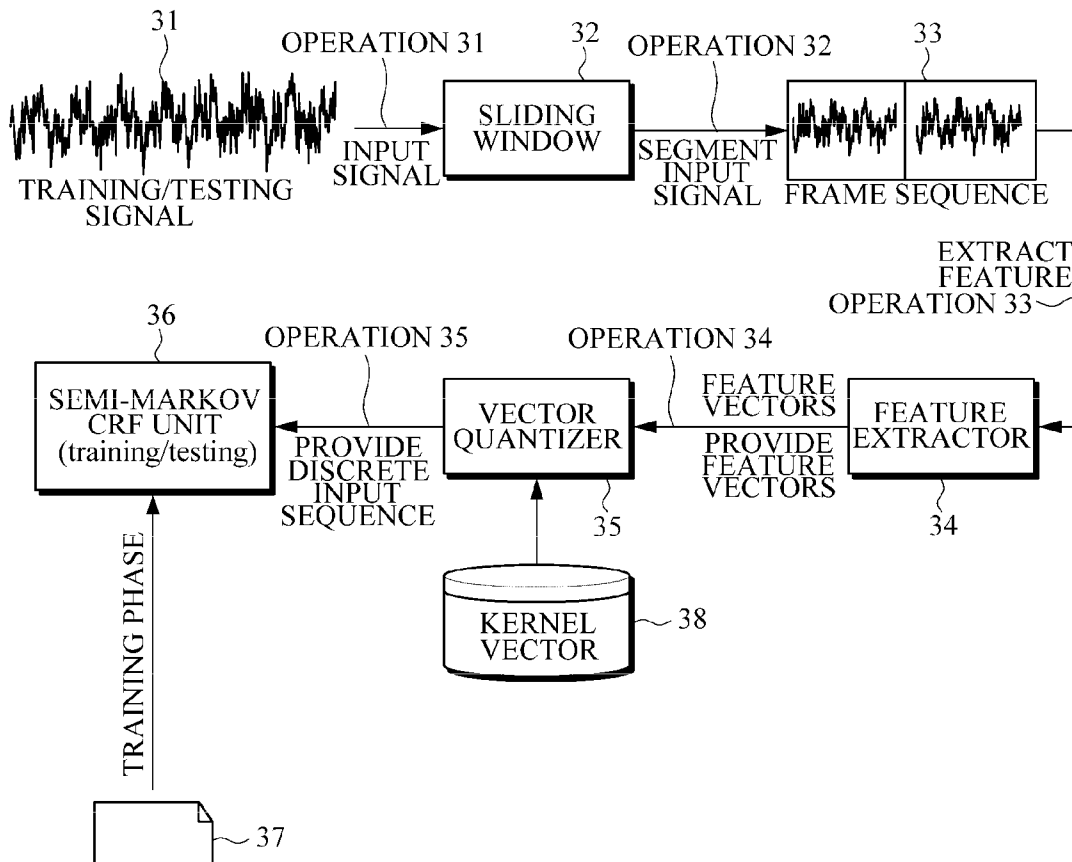 31
OPERATION 31
32
OPERATION 32
33
SLIDING
WINDOW
INPUT
SIGNAL
SEGMENT
INPUT
SIGNAL
TRAINING/TESTING
SIGNAL
FRAME SEQUENCE
EXTRACT
FEATURE
OPERATION 33
36
OPERATION 35
OPERATION 34
SEMI-MARKOV
CRF UNIT
(training/testing)
VECTOR
QUANTIZER
FEATURE
VECTORS
PROVIDE
FEATURE
VECTORS
FEATURE
EXTRACTOR
PROVIDE
DISCRETE
INPUT
SEQUENCE
35
34
KERNEL
VECTOR
38
TRAINING PHASE
37